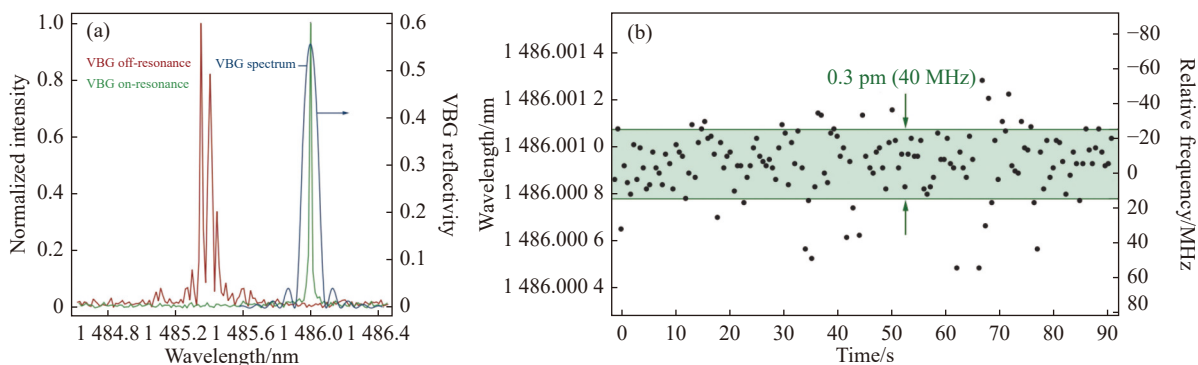 (a)
VBG off-resonance
VBG on-resonance
VBG spectrum
Normalized intensity
1.0
0.8
0.6
0.4
0.2
0
VBG reflectivity
0.6
0.5
0.4
0.3
0.2
0.1
0
1 484.8
1 485.2
1 485.6
1 486.0
1 486.4
Wavelength/nm
(b)
0.3 pm (40 MHz)
Wavelength/nm
1 486.001 4
1 486.001 2
1 486.001 0
1 486.000 8
1 486.000 6
1 486.000 4
Relative frequency/MHz
−80
−60
−40
−20
0
20
40
60
80
0
10
20
30
40
50
60
70
80
90
Time/s